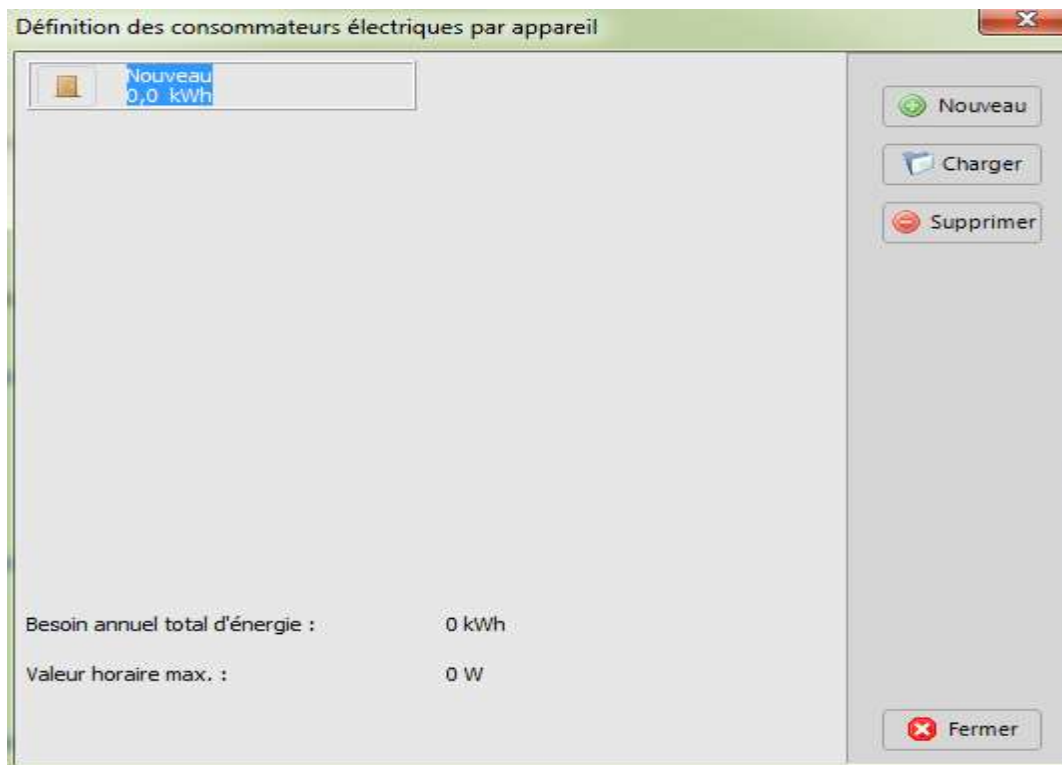 Définition des consommateurs électriques par appareil
Nouveau
0,0 kWh
Nouveau
Charger
Supprimer
Besoin annuel total d'énergie : 0 kWh
Valeur horaire max. : 0 W
Fermer